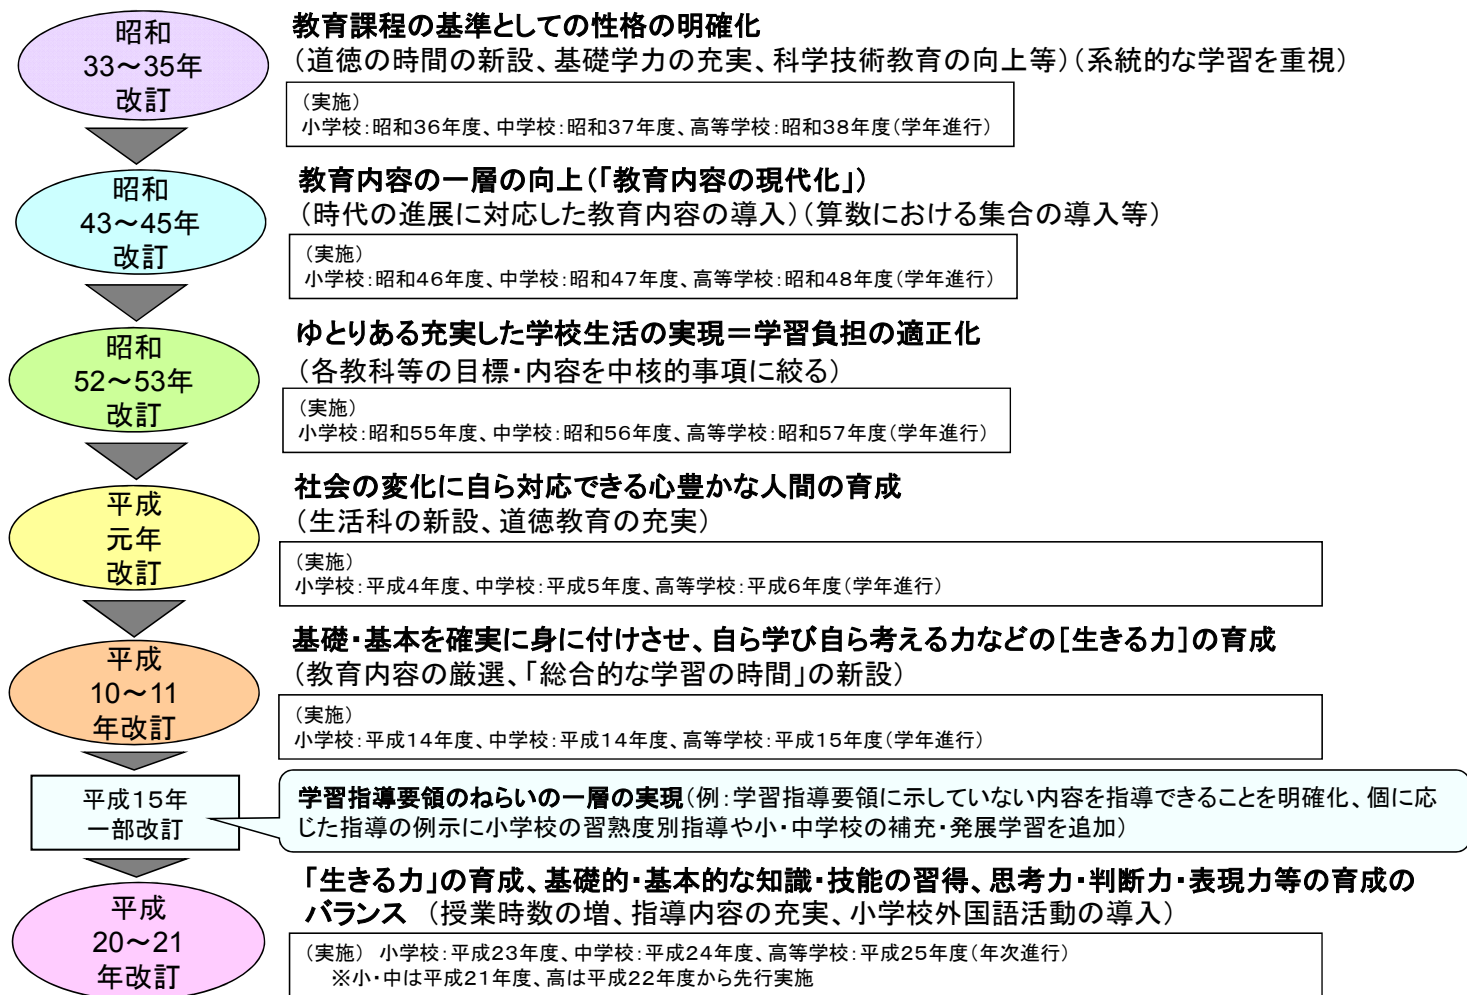 昭和
33～35年
改訂
教育課程の基準としての性格の明確化
（道徳の時間の新設、基礎学力の充実、科学技術教育の向上等）（系統的な学習を重視）
（実施）
小学校：昭和36年度、中学校：昭和37年度、高等学校：昭和38年度（学年進行）
昭和
43～45年
改訂
教育内容の一層の向上（「教育内容の現代化」）
（時代の進展に対応した教育内容の導入）（算数における集合の導入等）
（実施）
小学校：昭和46年度、中学校：昭和47年度、高等学校：昭和48年度（学年進行）
昭和
52～53年
改訂
ゆとりある充実した学校生活の実現＝学習負担の適正化
（各教科等の目標・内容を中核的事項に絞る）
（実施）
小学校：昭和55年度、中学校：昭和56年度、高等学校：昭和57年度（学年進行）
平成
元年
改訂
社会の変化に自ら対応できる心豊かな人間の育成
（生活科の新設、道徳教育の充実）
（実施）
小学校：平成4年度、中学校：平成5年度、高等学校：平成6年度（学年進行）
平成
10～11
年改訂
基礎・基本を確実に身に付けさせ、自ら学び自ら考える力などの［生きる力］の育成
（教育内容の厳選、「総合的な学習の時間」の新設）
（実施）
小学校：平成14年度、中学校：平成14年度、高等学校：平成15年度（学年進行）
平成15年
一部改訂
学習指導要領のねらいの一層の実現（例：学習指導要領に示していない内容を指導できることを明確化、個に応
じた指導の例示に小学校の習熟度別指導や小・中学校の補充・発展学習を追加）
平成
20～21
年改訂
「生きる力」の育成、基礎的・基本的な知識・技能の習得、思考力・判断力・表現力等の育成の
バランス （授業時数の増、指導内容の充実、小学校外国語活動の導入）
（実施） 小学校：平成23年度、中学校：平成24年度、高等学校：平成25年度（年次進行）
※小・中は平成21年度、高は平成22年度から先行実施